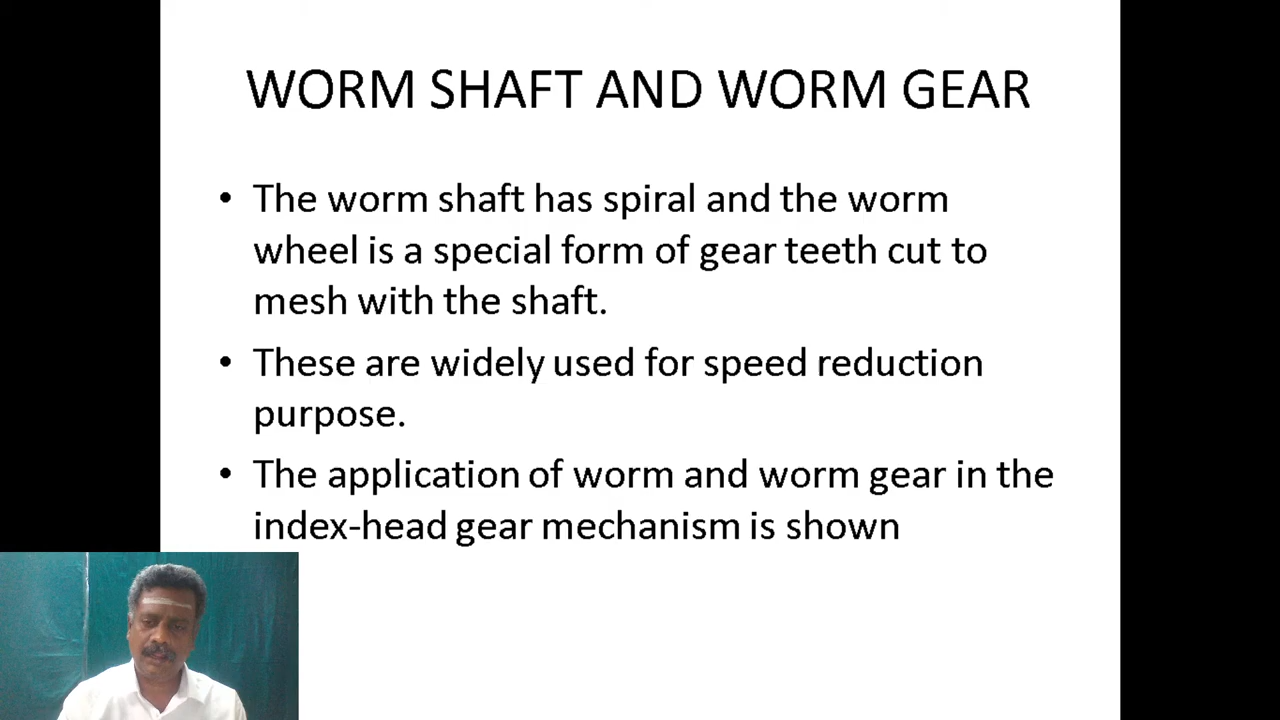 WORM SHAFT AND WORM GEAR
• The worm shaft has spiral and the worm
wheel is a special form of gear teeth cut to
mesh with the shaft.
• These are widely used for speed reduction
purpose.
• The application of worm and worm gear in the
index-head gear mechanism is shown